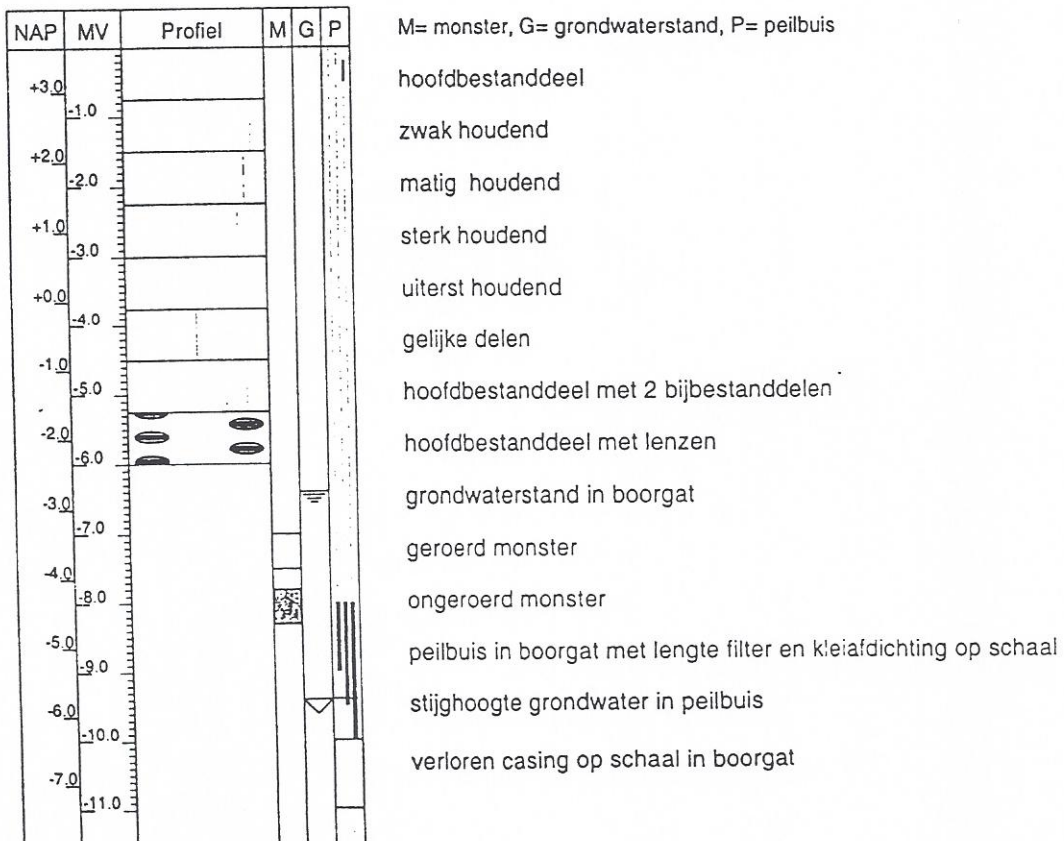 NAP MV Profiel M G P
M= monster, G= grondwaterstand, P= peilbuis
hoofdbestanddeel
+3.0
-1.0
zwak houdend
+2.0
-2.0
matig houdend
+1.0
sterk houdend
-3.0
uiterst houdend
+0.0
-4.0
gelijke delen
-1.0
-5.0
hoofdbestanddeel met 2 bijbestanddelen
-2.0
hoofdbestanddeel met lenzen
-6.0
grondwaterstand in boorgat
-3.0
-7.0
geroerd monster
-4.0
-8.0
ongeroerd monster
-5.0
peilbuis in boorgat met lengte filter en kleiafdichting op schaal
-9.0
stijghoogte grondwater in peilbuis
-6.0
-10.0
verloren casing op schaal in boorgat
-7.0
-11.0